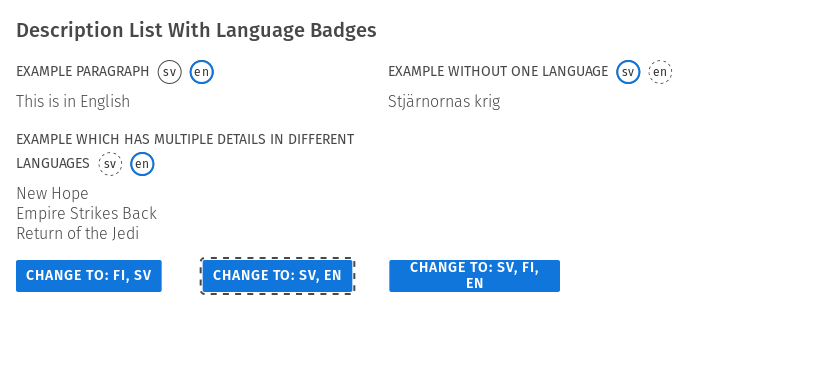 Description List With Language Badges
EXAMPLE PARAGRAPH sv en
This is in English
EXAMPLE WITHOUT ONE LANGUAGE sv en
Stjärnornas krig
EXAMPLE WHICH HAS MULTIPLE DETAILS IN DIFFERENT
LANGUAGES sv en
New Hope
Empire Strikes Back
Return of the Jedi
CHANGE TO: FI, SV
CHANGE TO: SV, EN
CHANGE TO: SV, FI,
EN